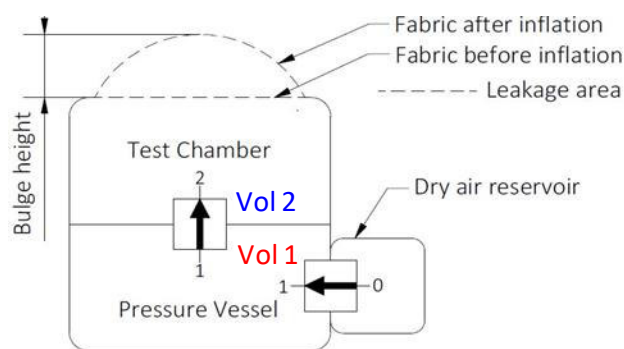 Fabric after inflation
Fabric before inflation
Leakage area
Bulge height
Test Chamber
2
Vol 2
Dry air reservoir
Vol 1
1
1
0
Pressure Vessel